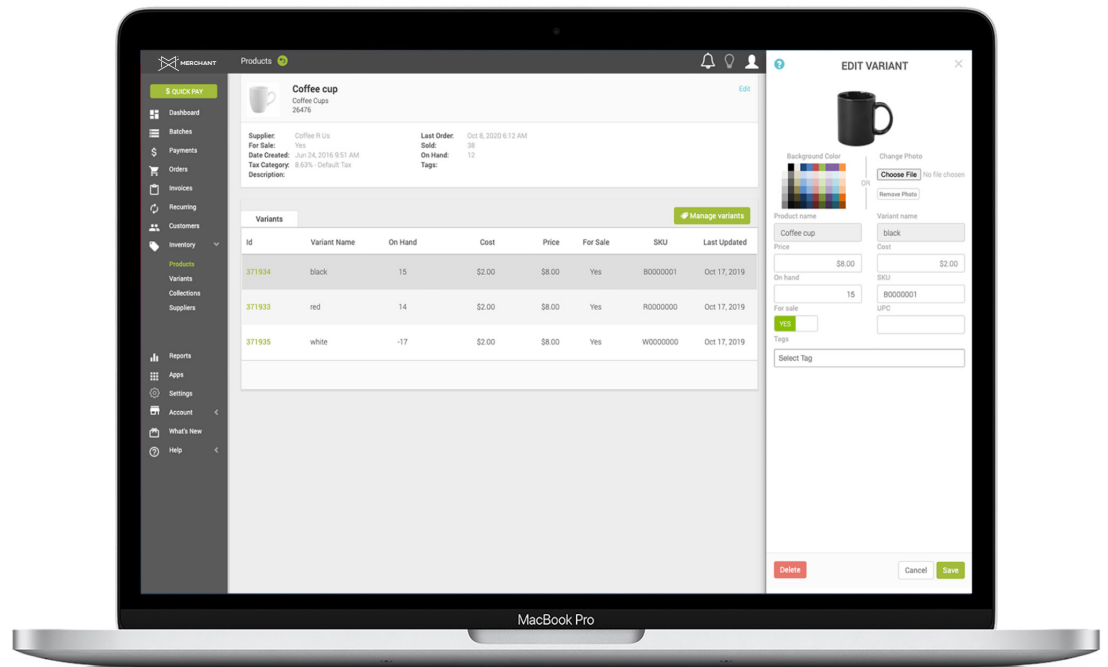 MERCHANT
Products
$ QUICK PAY
Dashboard
Batches
Payments
Orders
Invoices
Recurring
Customers
Inventory
Products
Variants
Collections
Suppliers
Reports
Apps
Settings
Account
What's New
Help
Coffee cup
Edit
Coffee Cups
26476
Supplier: Coffee R Us
For Sale: Yes
Date Created: Jun 24, 2016 9:51 AM
Tax Category: 8.63% - Default Tax
Description:
Last Order: Oct 8, 2020 6:12 AM
Sold: 38
On Hand: 12
Tags:
Variants
Manage variants
Id Variant Name On Hand Cost Price For Sale SKU Last Updated
371934 black 15 $2.00 $8.00 Yes B0000001 Oct 17, 2019
371933 red 14 $2.00 $8.00 Yes R0000000 Oct 17, 2019
371935 white -17 $2.00 $8.00 Yes W0000000 Oct 17, 2019
? EDIT VARIANT ×
Background Color
OR
Change Photo
Choose File No file chosen
Remove Photo
Product name Variant name
Coffee cup black
Price Cost
$8.00 $2.00
On hand SKU
15 B0000001
For sale UPC
YES
Tags
Select Tag
Delete Cancel Save
MacBook Pro